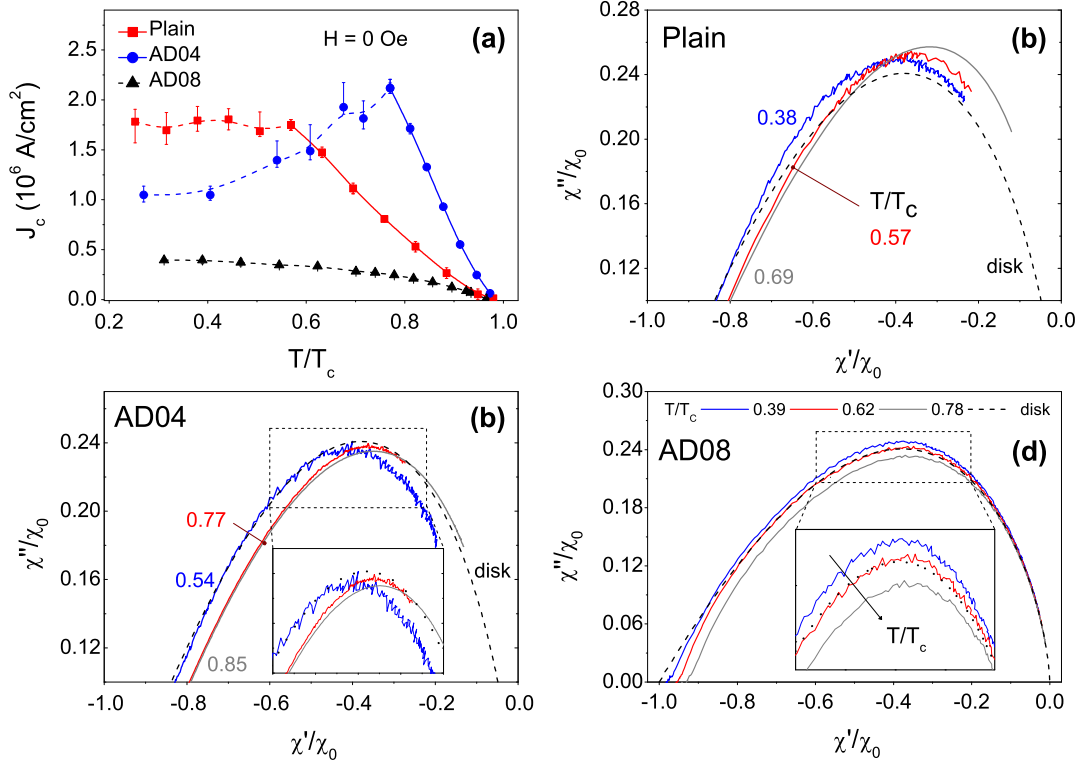 (a)
H = 0 Oe
Plain
AD04
AD08
2.5
2.0
1.5
1.0
0.5
0.0
J_c (10^6 A/cm^2)
0.2 0.4 0.6 0.8 1.0
T/T_c
Plain
(b)
0.28
0.24
0.20
0.16
0.12
χ''/χ_0
0.38
T/T_C
0.57
0.69
disk
-1.0 -0.8 -0.6 -0.4 -0.2 0.0
χ'/χ_0
AD04
(b)
0.24
0.20
0.16
0.12
χ''/χ_0
0.77
0.54
0.85
disk
-1.0 -0.8 -0.6 -0.4 -0.2 0.0
χ'/χ_0
T/T_C 0.39 0.62 0.78 disk
AD08
(d)
0.30
0.24
0.18
0.12
0.06
0.00
χ''/χ_0
T/T_C
-1.0 -0.8 -0.6 -0.4 -0.2 0.0
χ'/χ_0